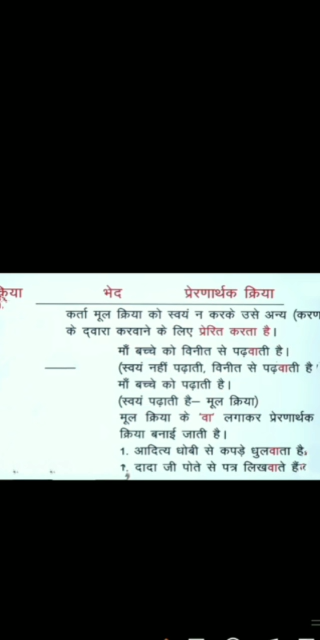 क्रिया भेद प्रेरणार्थक क्रिया
कर्ता मूल क्रिया को स्वयं न करके उसे अन्य (करण
के द्वारा करवाने के लिए प्रेरित करता है।
माँ बच्चे को विनीत से पढ़वाती है।
(स्वयं नहीं पढ़ाती, विनीत से पढ़वाती है
माँ बच्चे को पढ़ाती है।
(स्वयं पढ़ाती है– मूल क्रिया)
मूल क्रिया के 'वा' लगाकर प्रेरणार्थक
क्रिया बनाई जाती है।
1. आदित्य धोबी से कपड़े धुलवाता है
दादा जी पोते से पत्र लिखवाते हैं